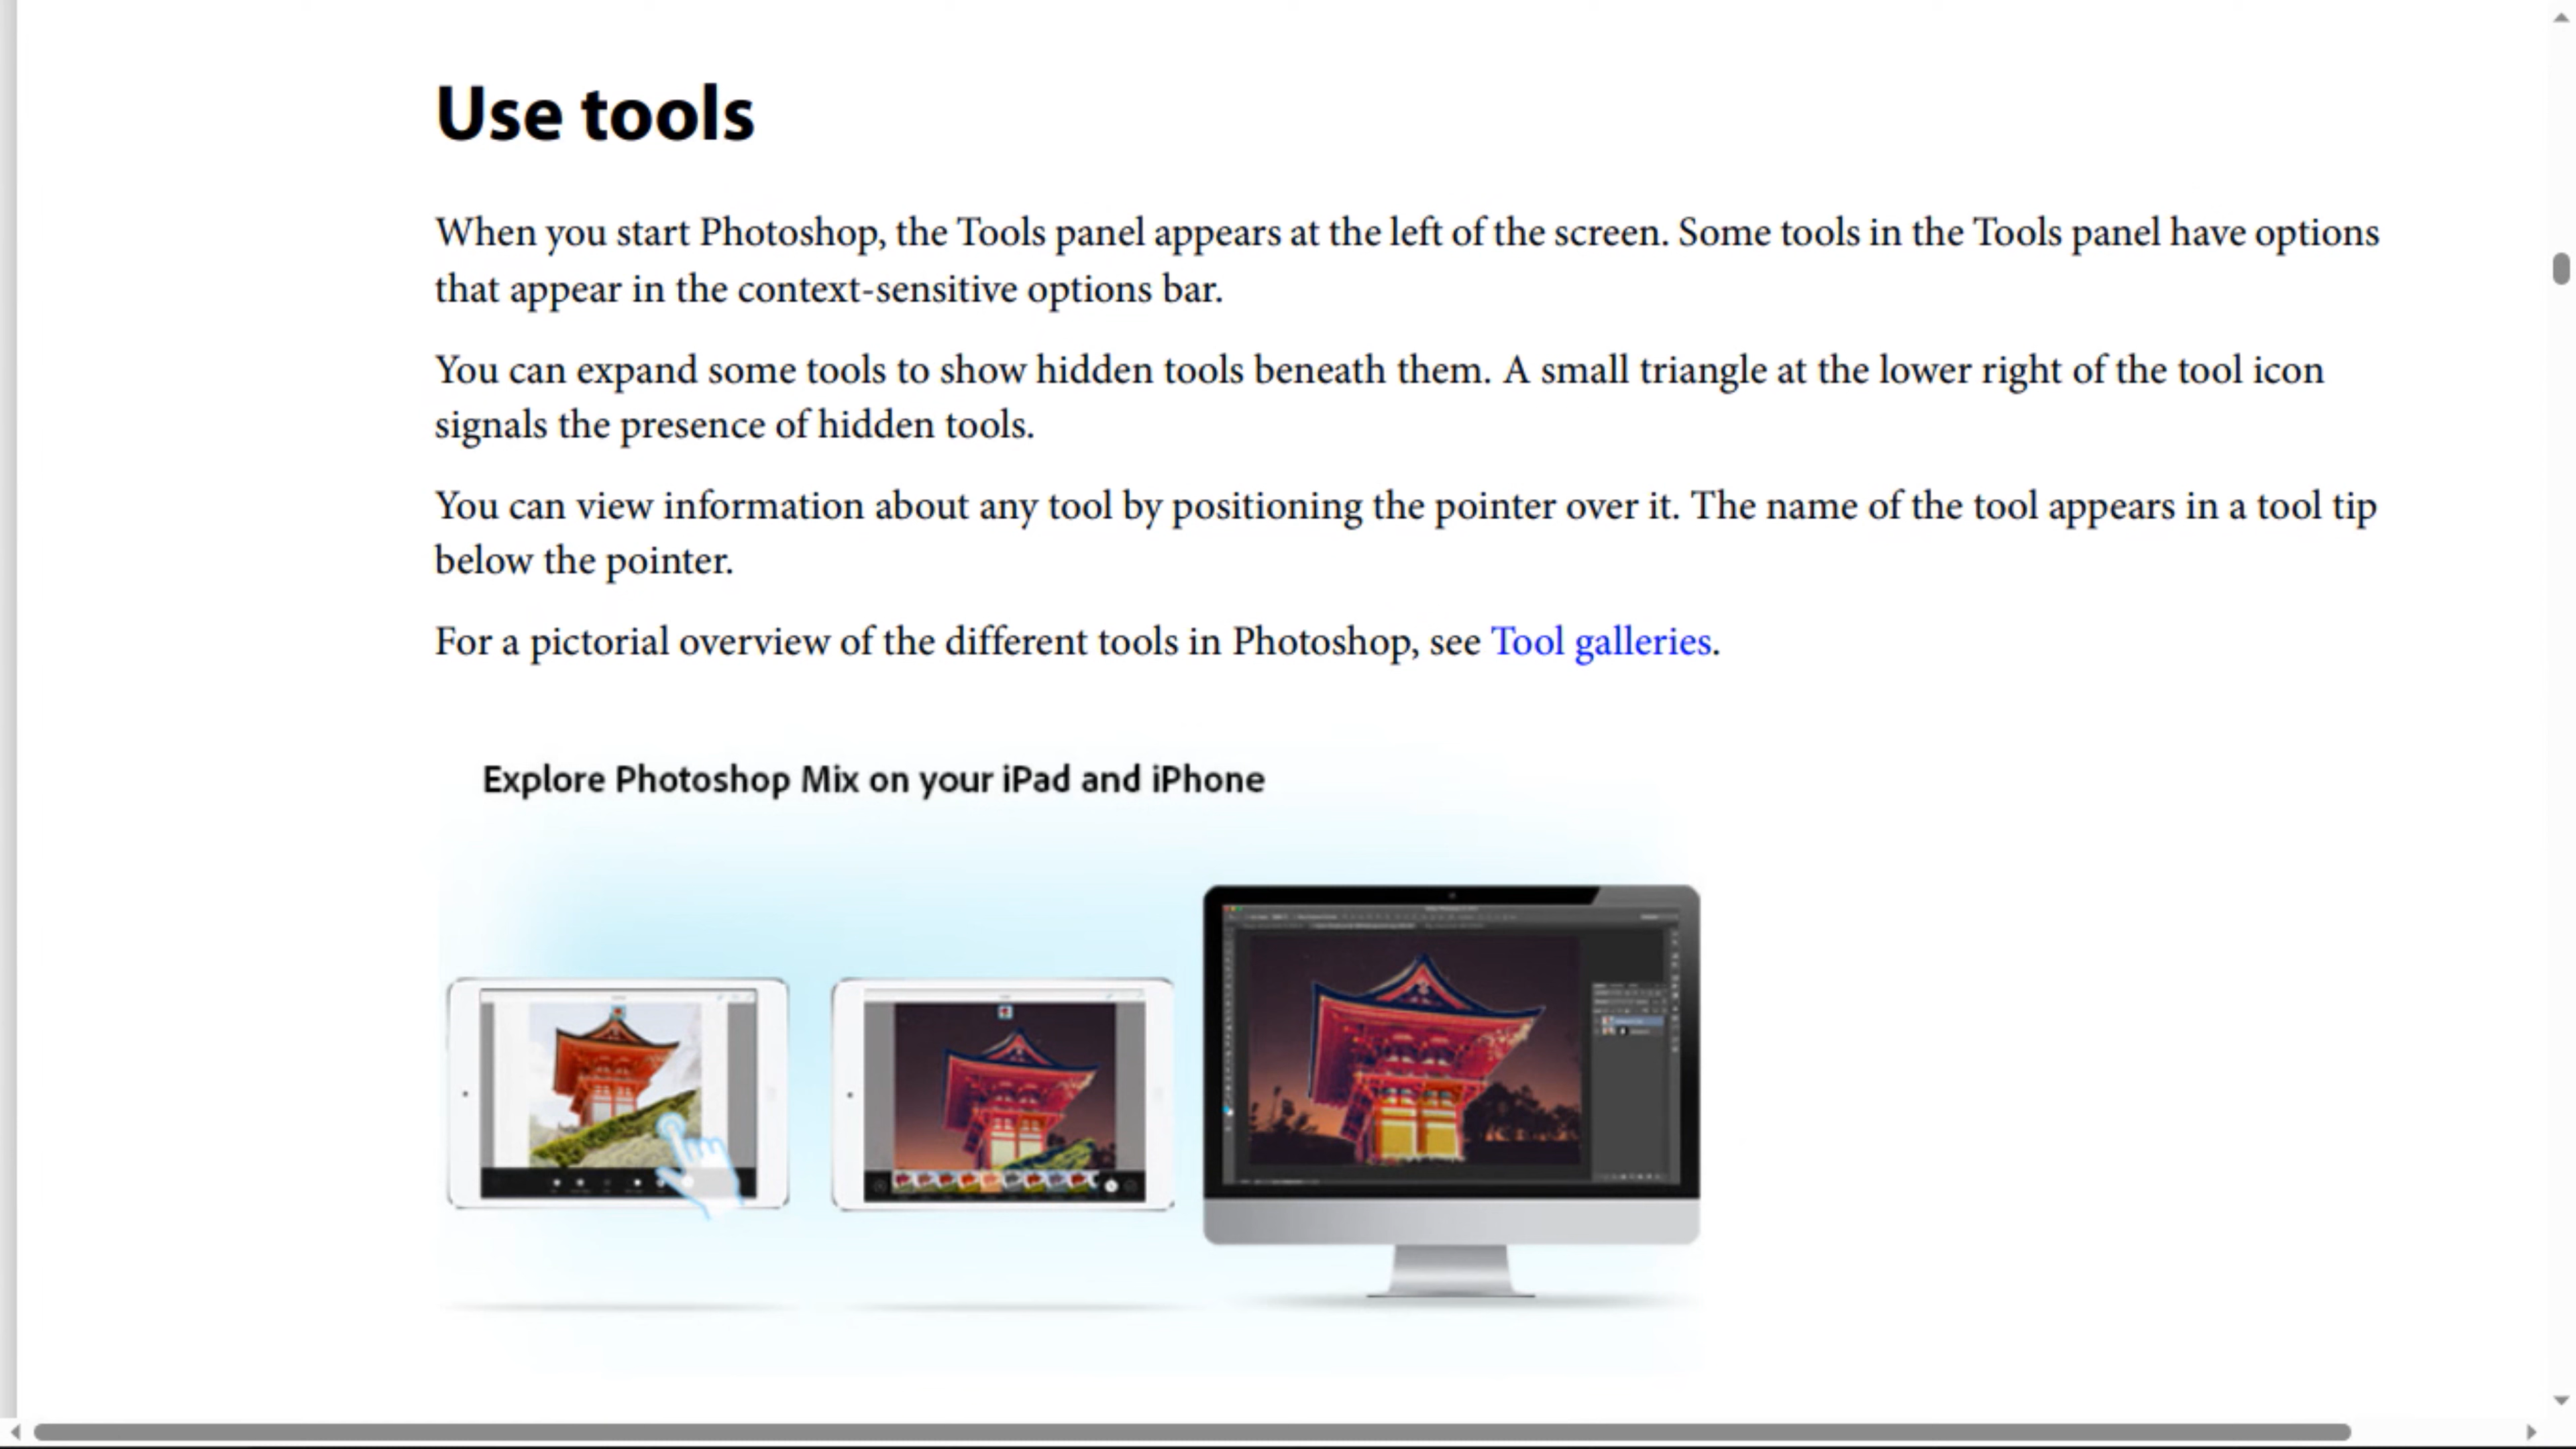 Use tools
When you start Photoshop, the Tools panel appears at the left of the screen. Some tools in the Tools panel have options
that appear in the context-sensitive options bar.
You can expand some tools to show hidden tools beneath them. A small triangle at the lower right of the tool icon
signals the presence of hidden tools.
You can view information about any tool by positioning the pointer over it. The name of the tool appears in a tool tip
below the pointer.
For a pictorial overview of the different tools in Photoshop, see Tool galleries.
Explore Photoshop Mix on your iPad and iPhone